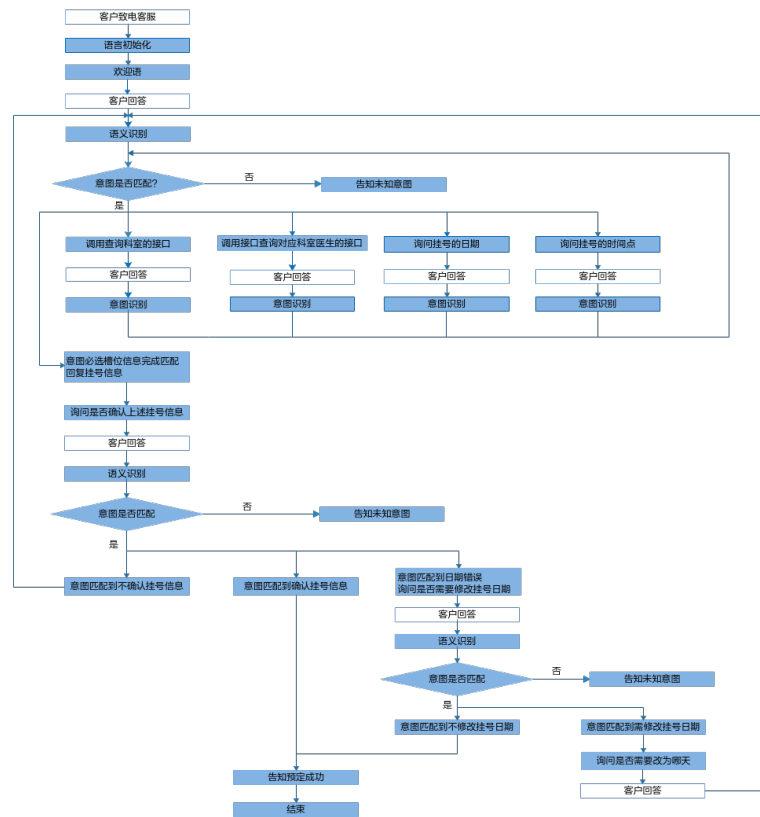 客户致电客服
语言初始化
欢迎语
客户回答
语义识别
意图是否匹配?
否
告知未知意图
是
调用查询科室的接口
调用接口查询对应科室医生的接口
询问挂号的日期
询问挂号的时间点
客户回答
客户回答
客户回答
客户回答
意图识别
意图识别
意图识别
意图识别
意图必选槽位信息完成匹配
回复挂号信息
询问是否确认上述挂号信息
客户回答
语义识别
意图是否匹配
否
告知未知意图
是
意图匹配到不确认挂号信息
意图匹配到确认挂号信息
意图匹配到日期错误
询问是否需要修改挂号日期
客户回答
语义识别
意图是否匹配
否
告知未知意图
是
意图匹配到不修改挂号日期
意图匹配到需修改挂号日期
询问是否需要改为哪天
客户回答
告知预定成功
结束